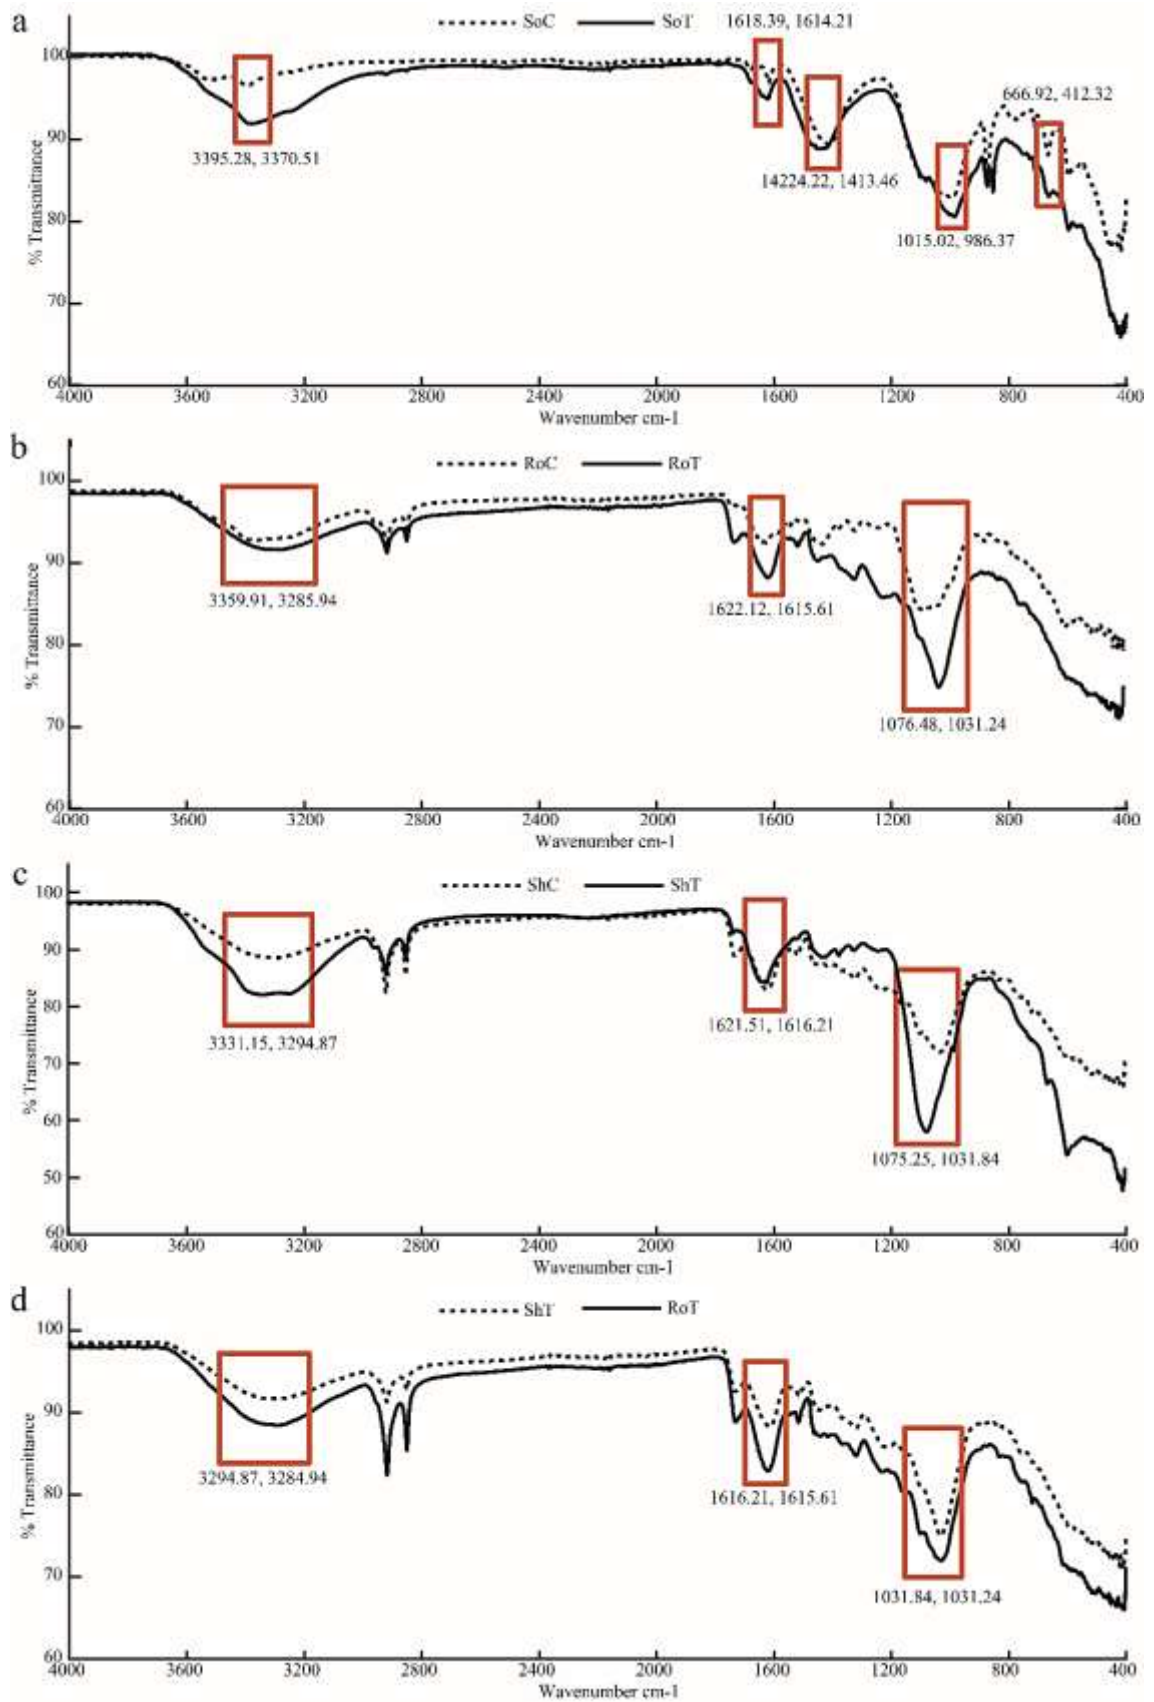 a
SoC SoT
1618.39, 1614.21
100
90
80
70
60
% Transmittance
3395.28, 3370.51
14224.22, 1413.46
1015.02, 986.37
666.92, 412.32
4000 3600 3200 2800 2400 2000 1600 1200 800 400
Wavenumber cm-1
b
RoC RoT
100
90
80
70
60
% Transmittance
3359.91, 3285.94
1622.12, 1615.61
1076.48, 1031.24
4000 3600 3200 2800 2400 2000 1600 1200 800 400
Wavenumber cm-1
c
ShC ShT
100
90
80
70
60
50
60
% Transmittance
3331.15, 3294.87
1621.51, 1616.21
1075.25, 1031.84
4000 3600 3200 2800 2400 2000 1600 1200 800 400
Wavenumber cm-1
d
ShT RoT
100
90
80
70
60
% Transmittance
3294.87, 3284.94
1616.21, 1615.61
1031.84, 1031.24
4000 3600 3200 2800 2400 2000 1600 1200 800 400
Wavenumber cm-1